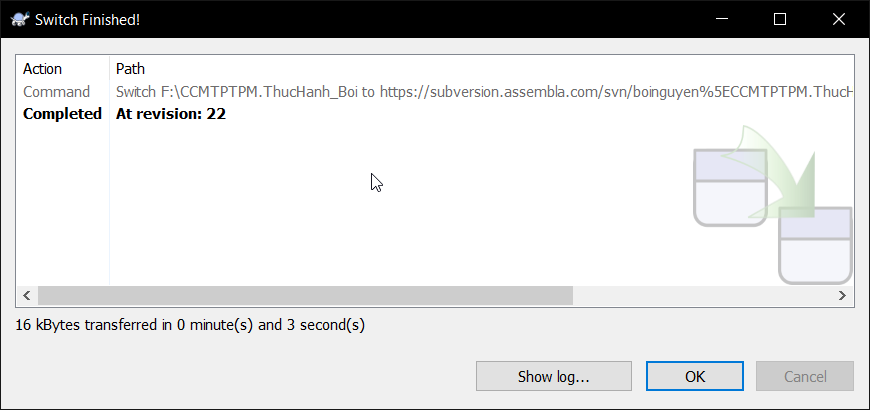 Switch Finished!
Action Path
Command Switch F:\CCMTPTPM.ThucHanh_Boi to https://subversion.assembla.com/svn/boinguyen%5ECCMTPTPM.ThucH
Completed At revision: 22
16 kBytes transferred in 0 minute(s) and 3 second(s)
Show log... OK Cancel